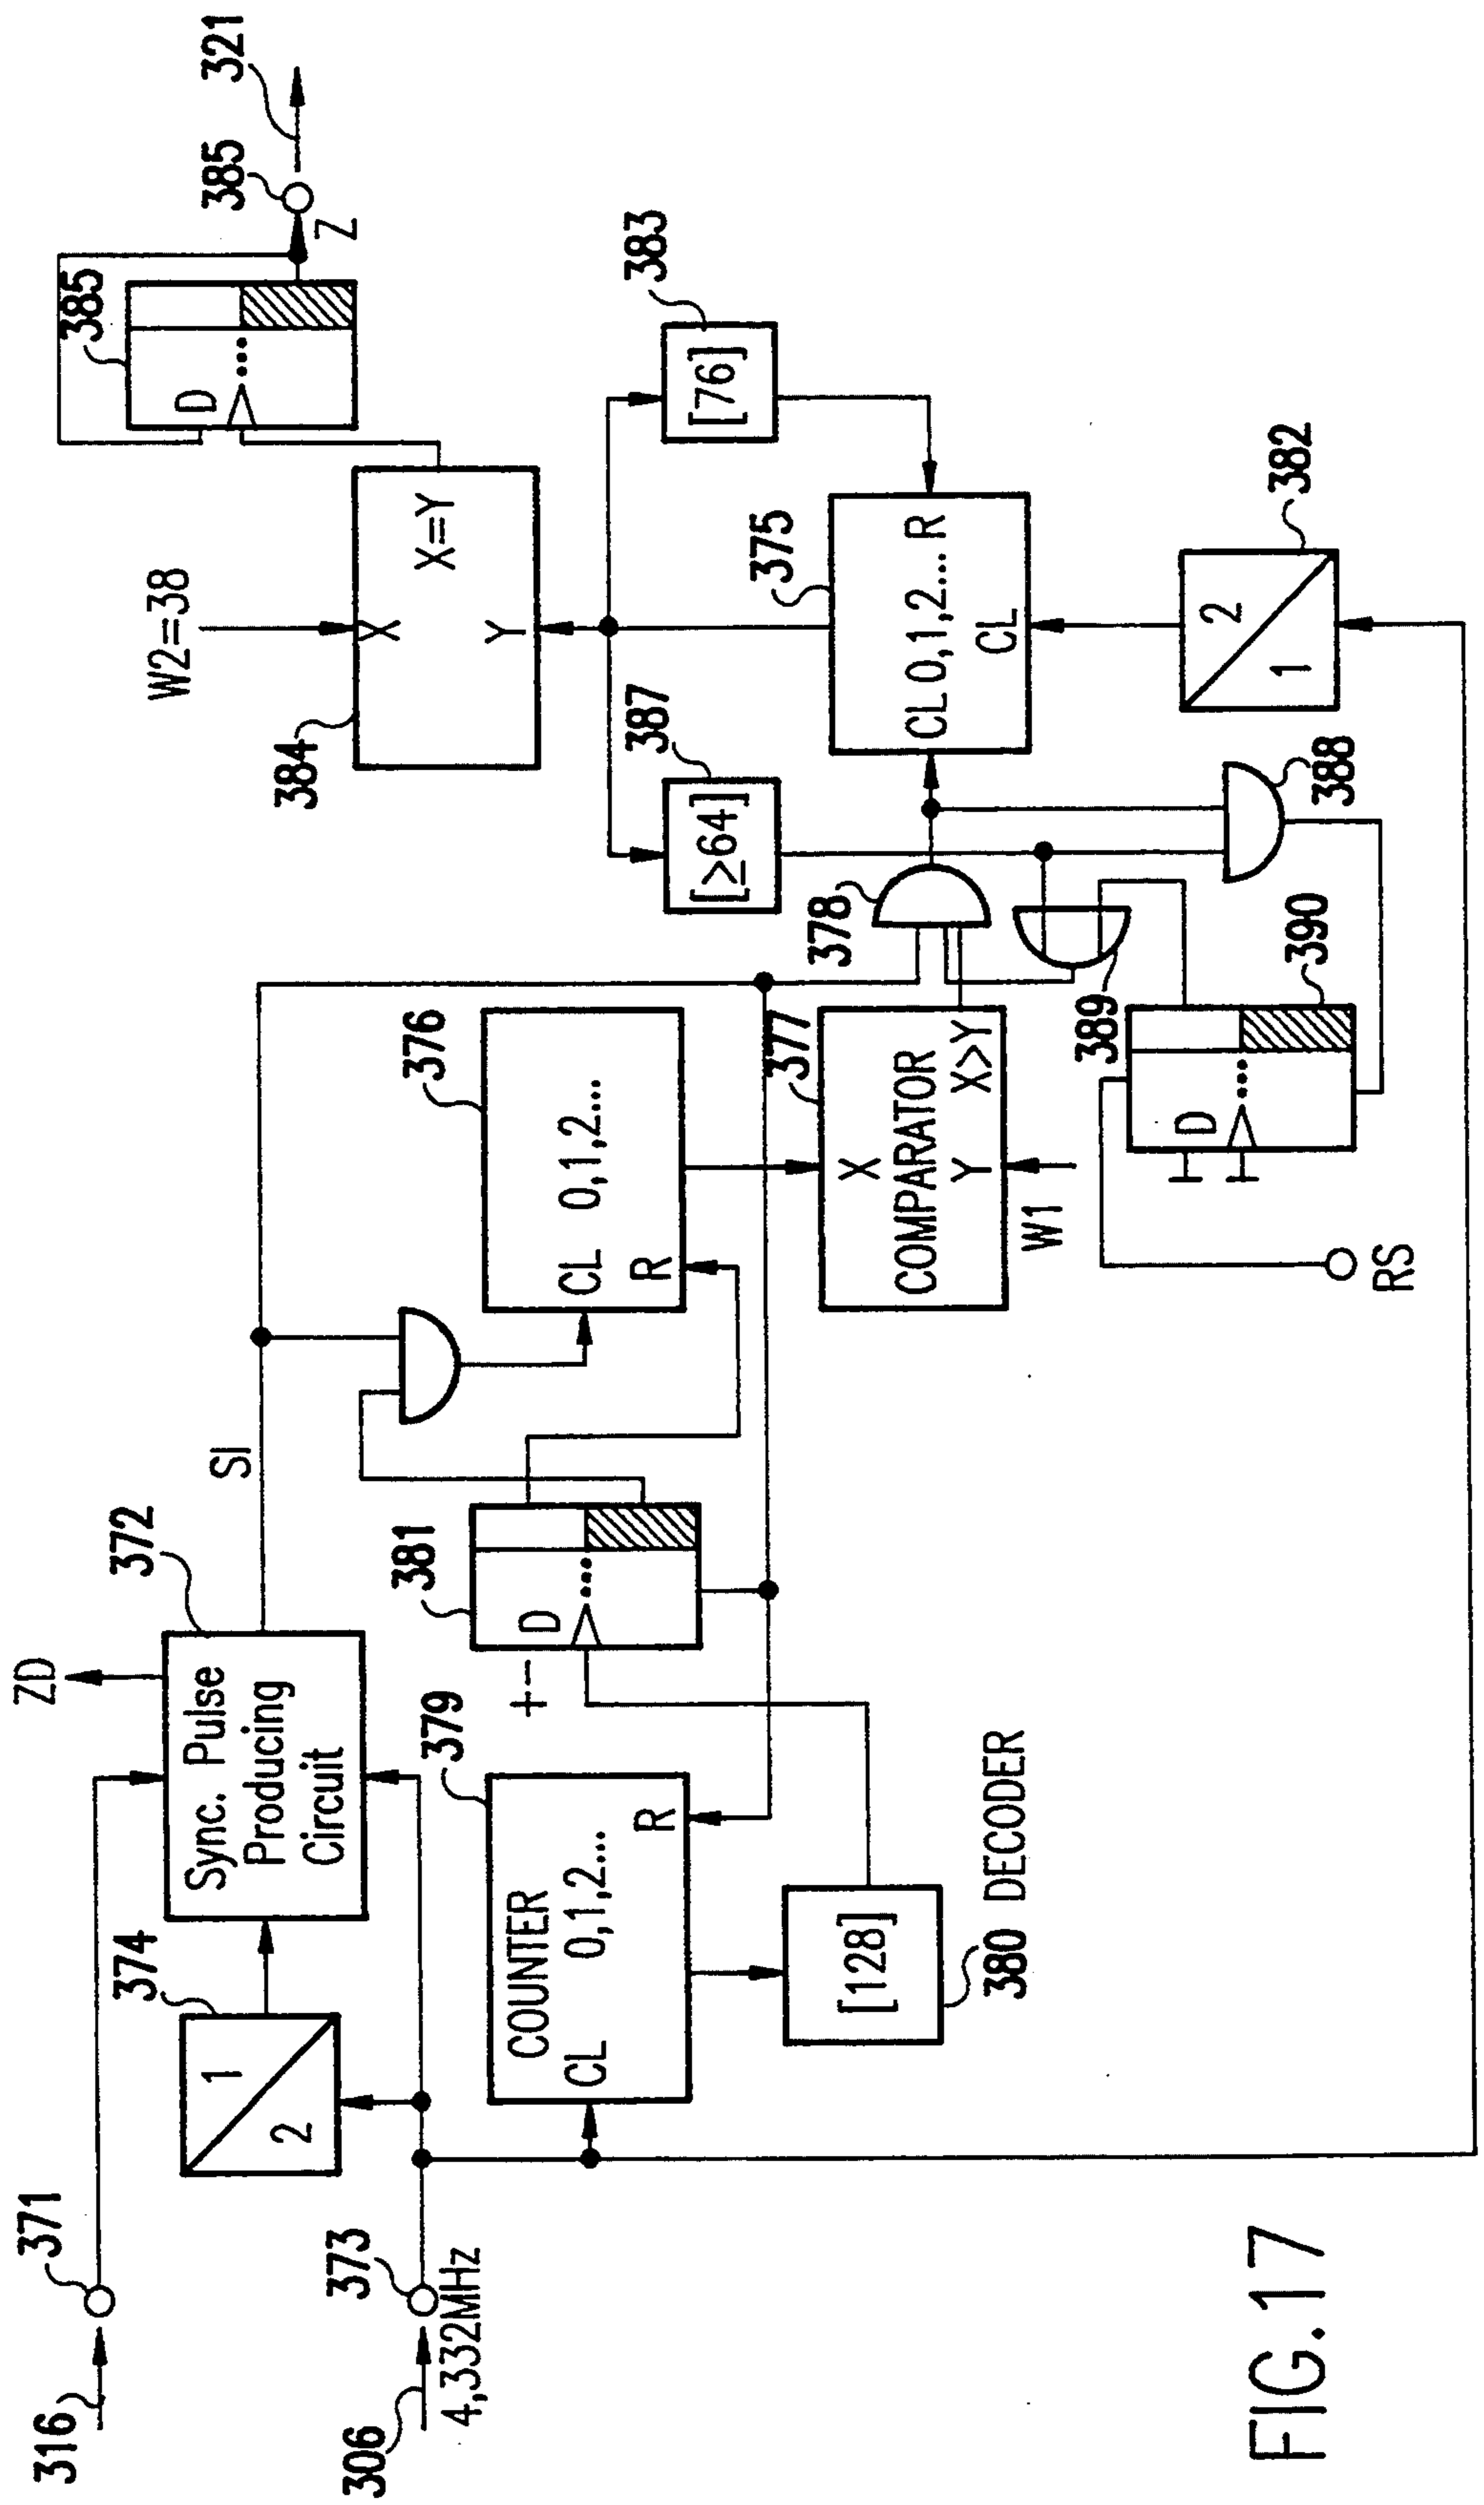 316
371
306
373
4,332MHz
374
1
2
Sync. Pulse
Producing
Circuit
372
ZD
SI
COUNTER
CL 0,1,2...
R
379
[128]
380 DECODER
381
D
+
CL 0,1,2...
R
376
X
COMPARATOR
Y X>Y
377
W1
RS
D
390
389
378
388
[≥64]
387
CL 0,1,2... R
CL
375
2
1
382
[76]
383
W2=38
X
X=Y
Y
384
D
385
Z
385
321
FIG.17